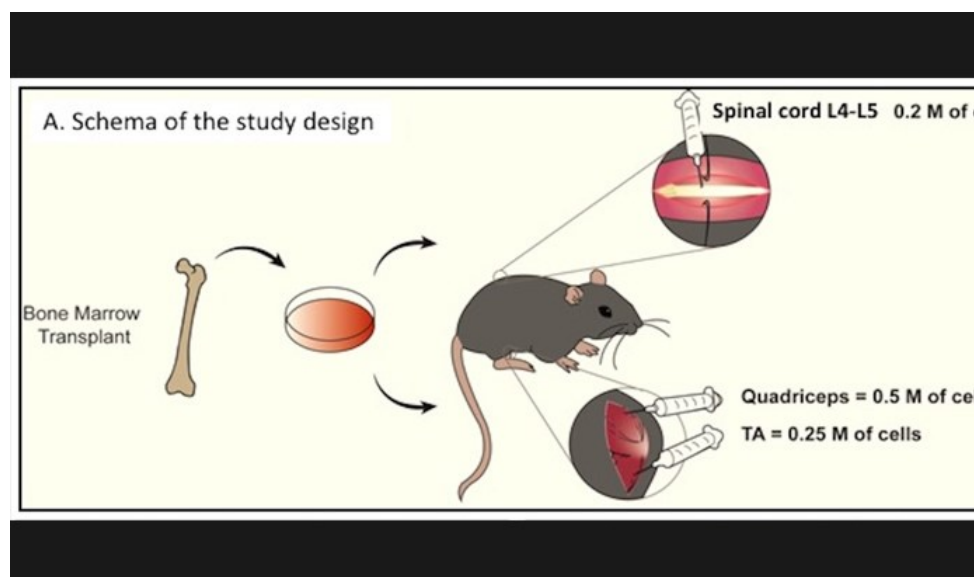 A. Schema of the study design
Spinal cord L4-L5 0.2 M of
Bone Marrow
Transplant
Quadriceps = 0.5 M of
TA = 0.25 M of cells